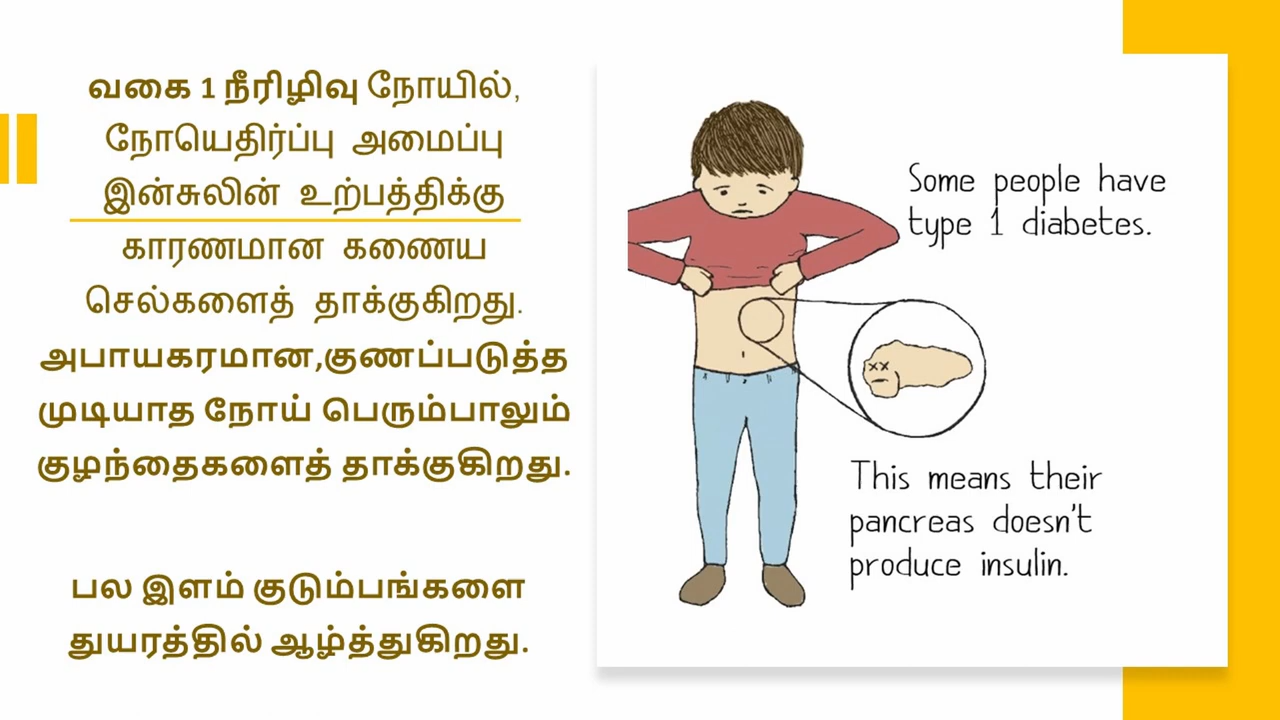 வகை 1 நீரிழிவு நோயில்,
நோயெதிர்ப்பு அமைப்பு
இன்சுலின் உற்பத்திக்கு
காரணமான கணைய
செல்களைத் தாக்குகிறது.
அபாயகரமான,குணப்படுத்த
முடியாத நோய் பெரும்பாலும்
குழந்தைகளைத் தாக்குகிறது.
பல இளம் குடும்பங்களை
துயரத்தில் ஆழ்த்துகிறது.
Some people have
type 1 diabetes.
This means their
pancreas doesn't
produce insulin.